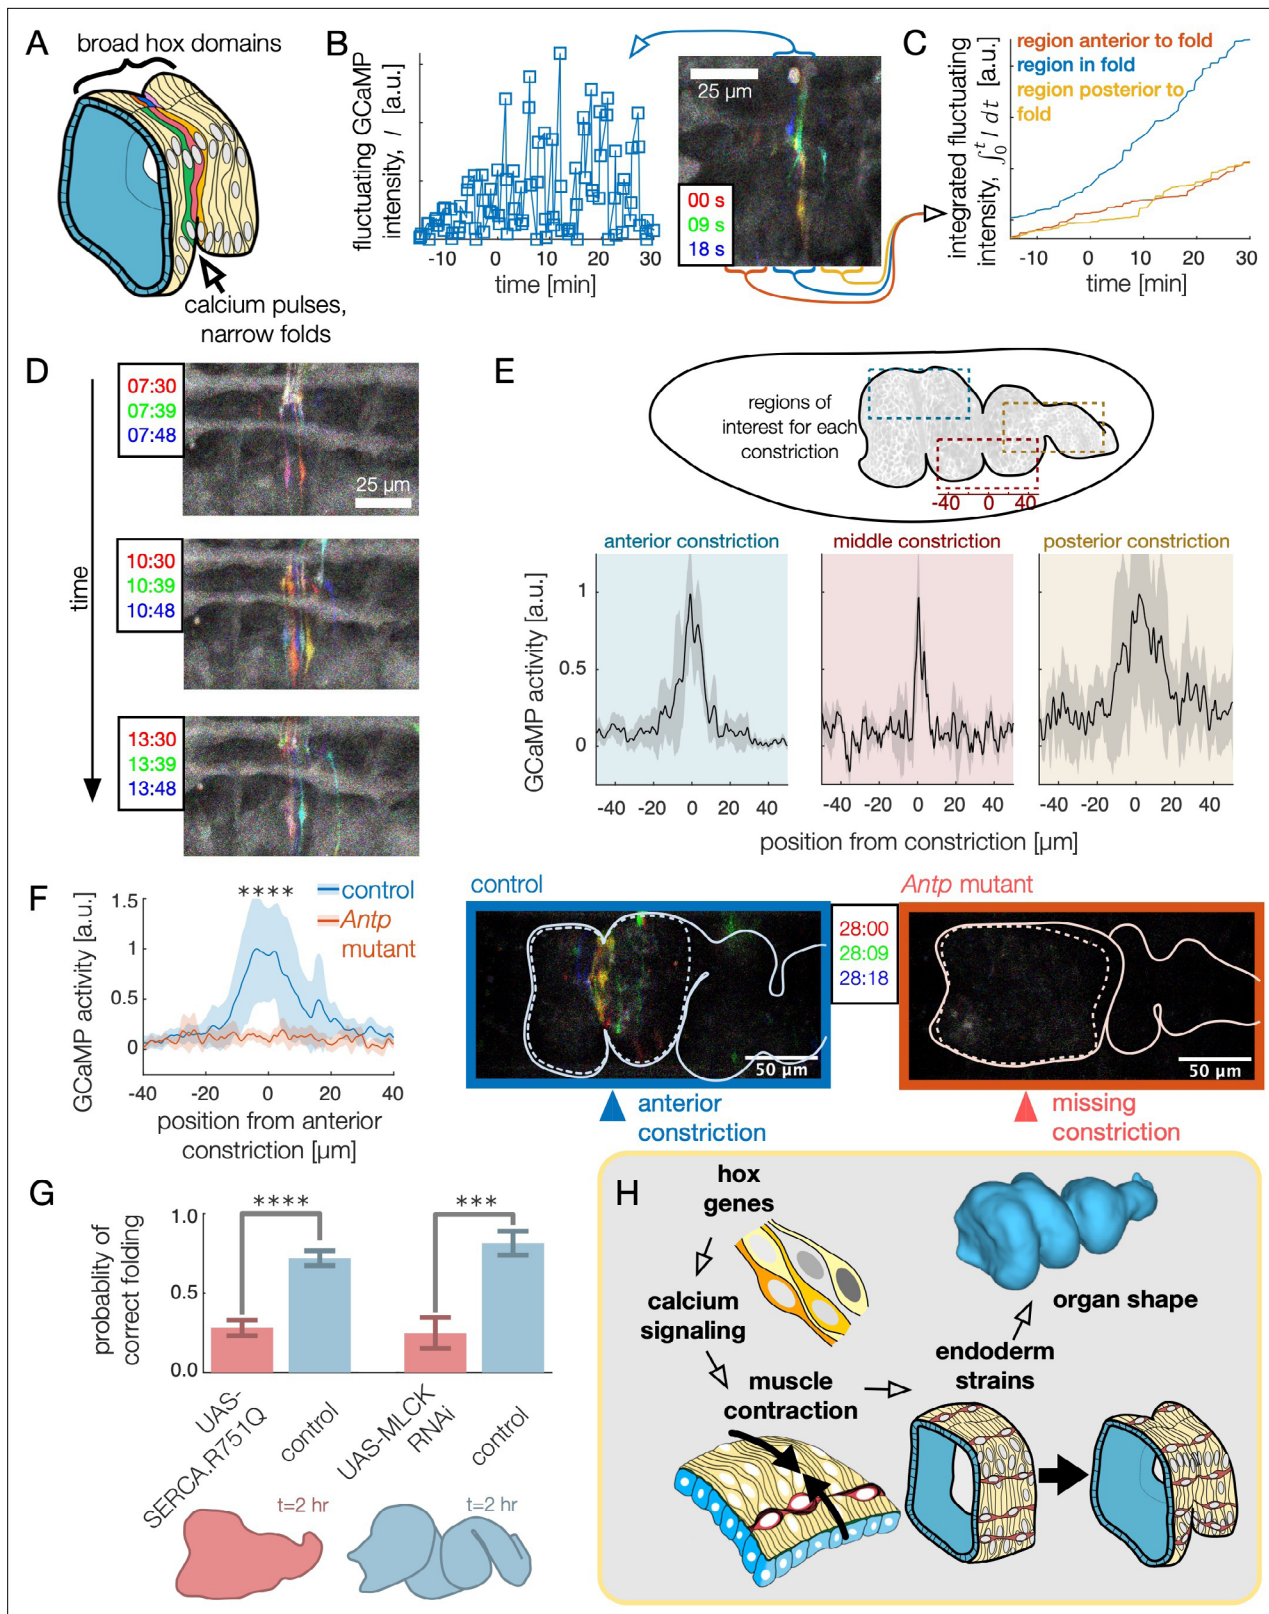 A
broad hox domains
calcium pulses,
narrow folds
B
fluctuating GCaMP
intensity, I [a.u.]
-10 0 10 20 30
time [min]
25 µm
00 s
09 s
18 s
C
integrated fluctuating
intensity, ∫₀ᵗ I dt [a.u.]
region anterior to fold
region in fold
region posterior to
fold
-10 0 10 20 30
time [min]
D
time
07:30
07:39
07:48
25 µm
10:30
10:39
10:48
13:30
13:39
13:48
E
regions of
interest for each
constriction
-40 0 40
anterior constriction
middle constriction
posterior constriction
GCaMP activity [a.u.]
1
0.5
0
-40 -20 0 20 40
-40 -20 0 20 40
-40 -20 0 20 40
position from constriction [µm]
F
GCaMP activity [a.u.]
1.5
1
0.5
0
****
control
Antp
mutant
-40 -20 0 20 40
position from anterior
constriction [µm]
control
50 µm
anterior
constriction
28:00
28:09
28:18
Antp mutant
50 µm
missing
constriction
G
probablity of
correct folding
1.0
0.5
0.0
****
***
UAS-
SERCA.R751Q
control
UAS-MLCK
RNAi
control
t=2 hr
t=2 hr
H
hox
genes
calcium
signaling
muscle
contraction
endoderm
strains
organ shape